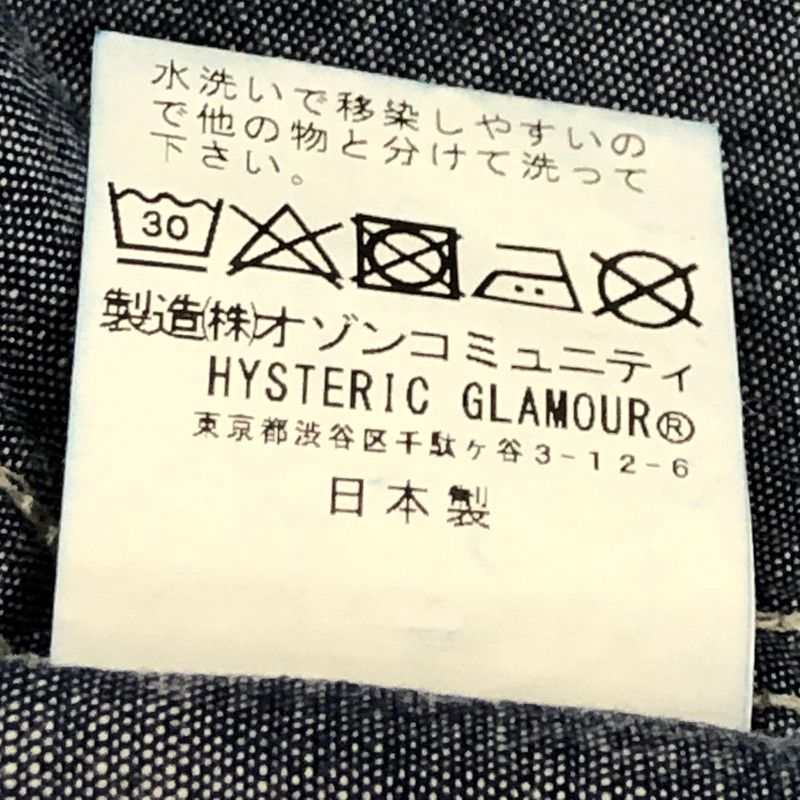 水洗いで移染しやすいの
で他の物と分けて洗って
下さい。
30
製造㈱オゾンコミュニティ
HYSTERIC GLAMOUR®
東京都渋谷区千駄ヶ谷3-12-6
日本製